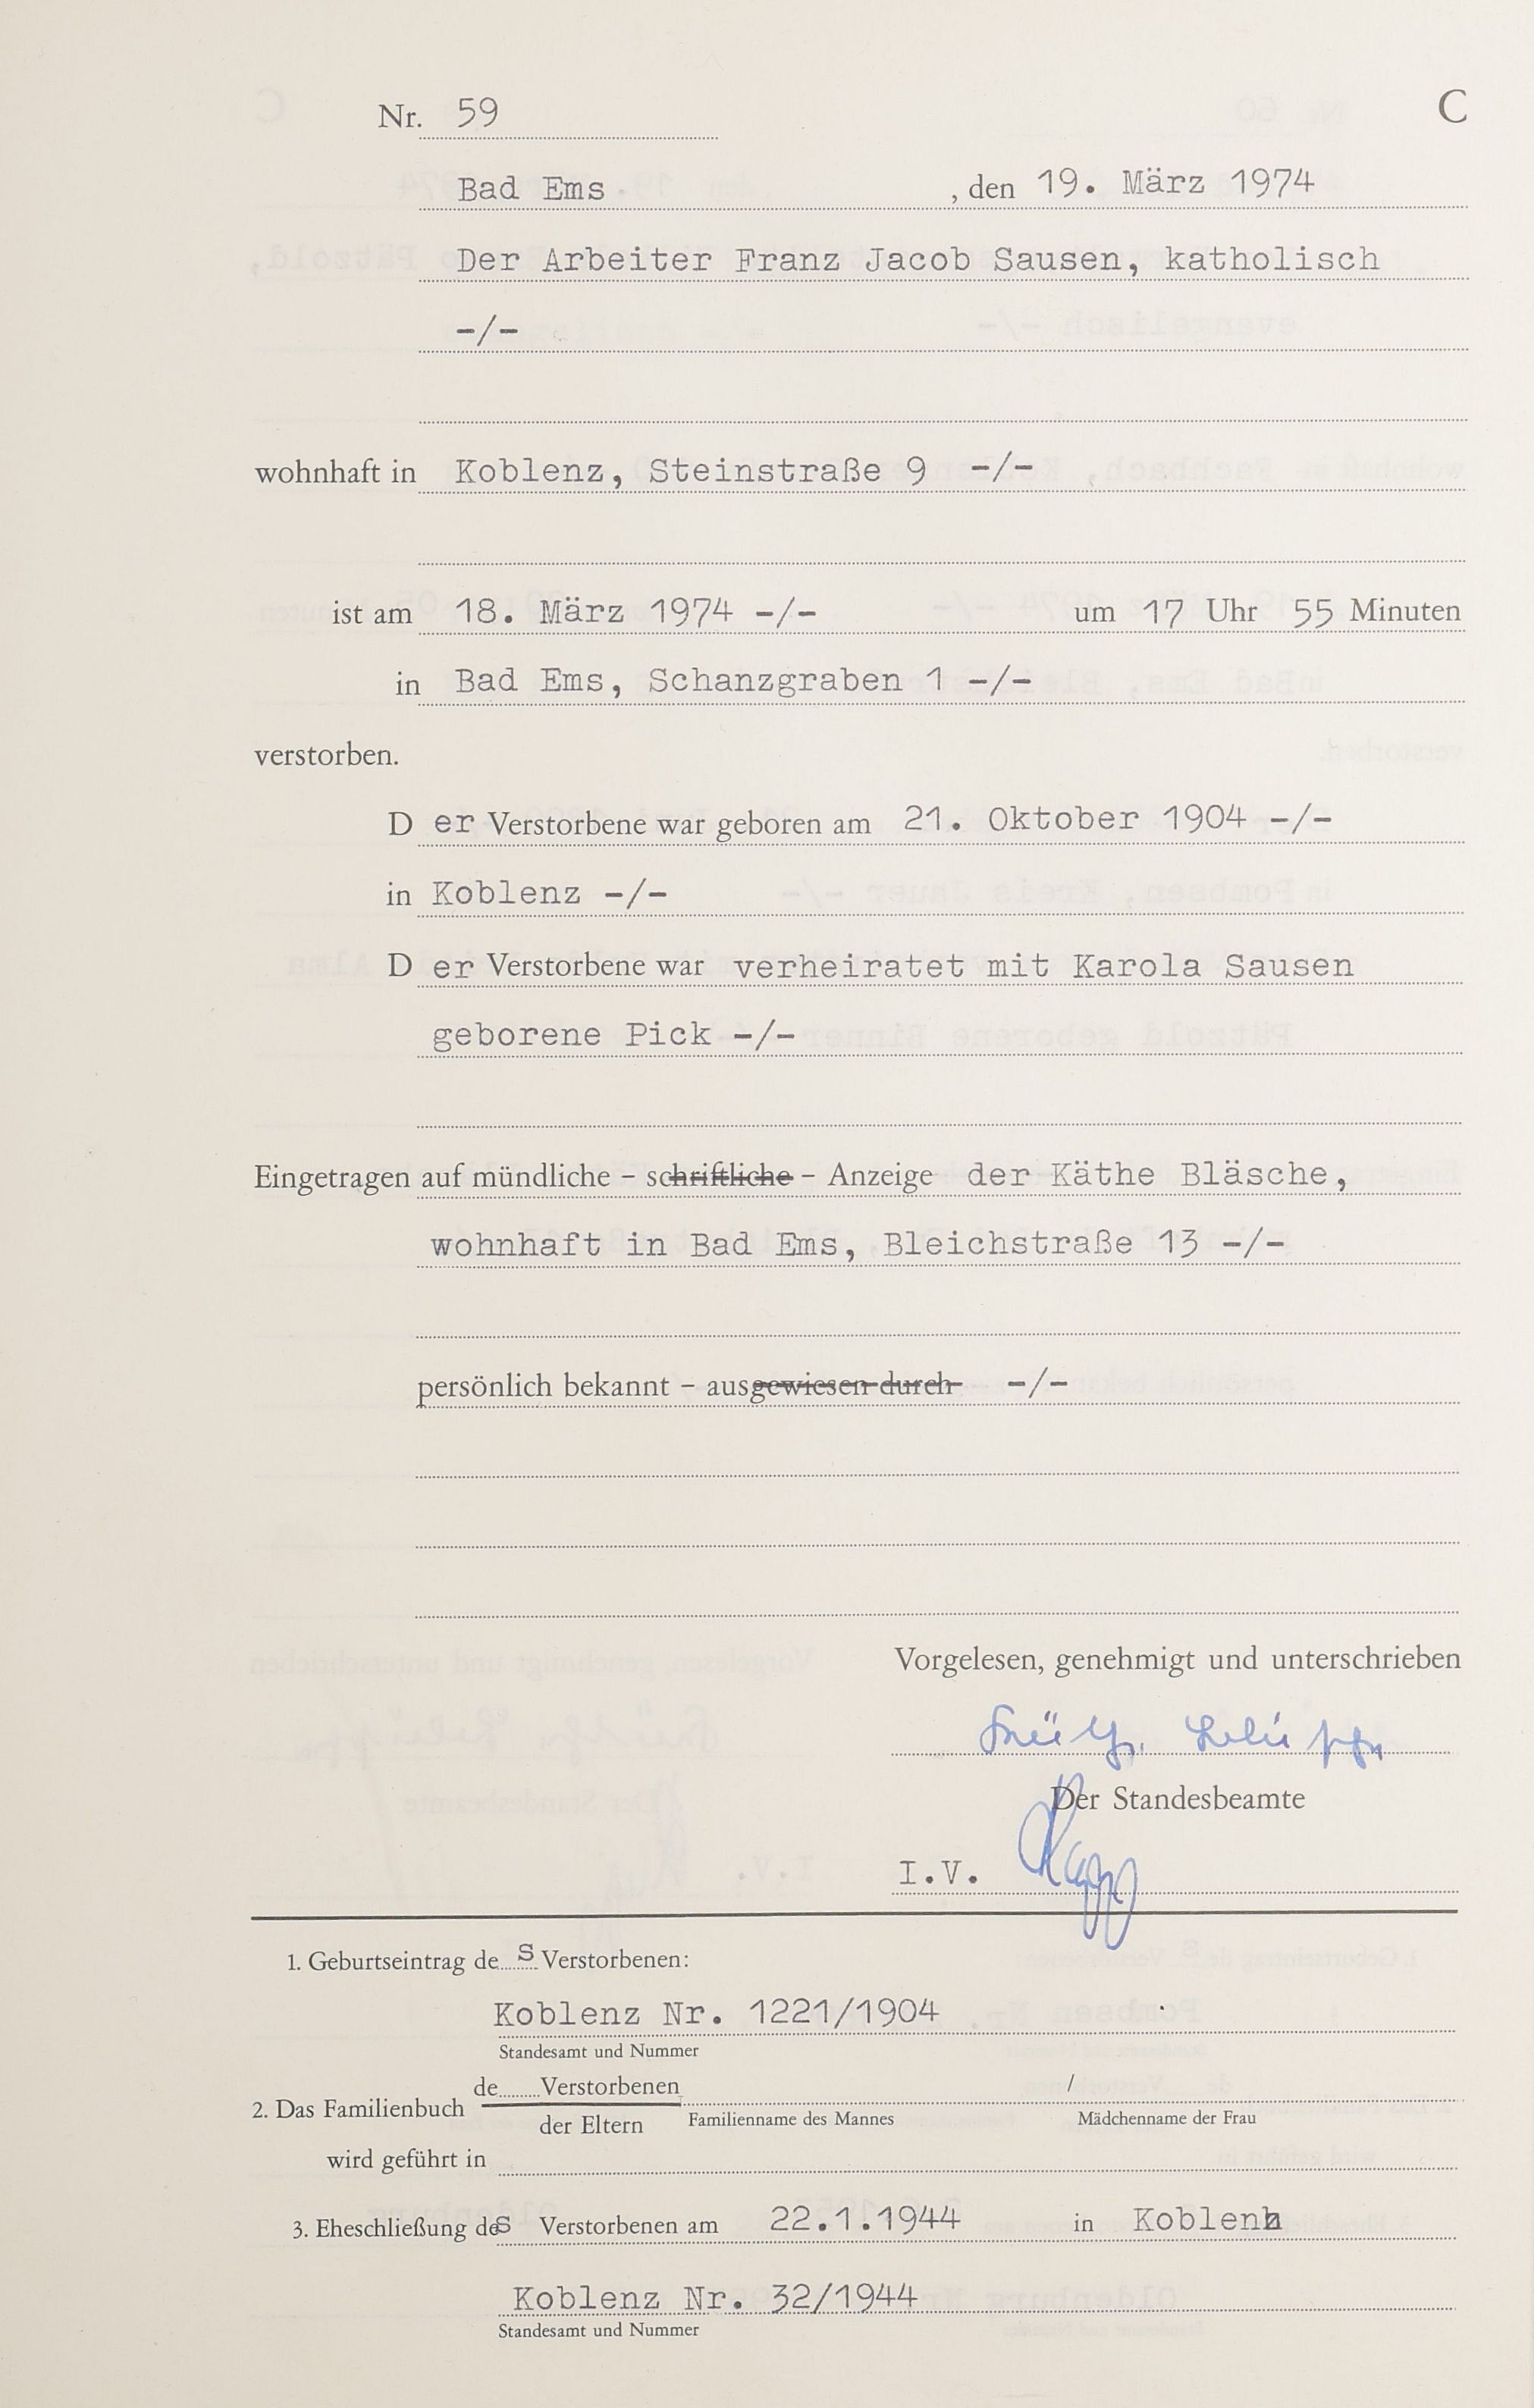 Nr. 59 C
Bad Ems , den 19. März 1974
Der Arbeiter Franz Jacob Sausen, katholisch
-/-
wohnhaft in Koblenz, Steinstraße 9 -/-
ist am 18. März 1974 -/- um 17 Uhr 55 Minuten
in Bad Ems, Schanzgraben 1 -/-
verstorben.
D er Verstorbene war geboren am 21. Oktober 1904 -/-
in Koblenz -/-
D er Verstorbene war verheiratet mit Karola Sausen
geborene Pick -/-
Eingetragen auf mündliche - schriftliche - Anzeige der Käthe Bläsche,
wohnhaft in Bad Ems, Bleichstraße 13 -/-
persönlich bekannt - ausgewiesen durch -/-
Vorgelesen, genehmigt und unterschrieben
Der Standesbeamte
I.V.
1. Geburtseintrag des Verstorbenen:
Koblenz Nr. 1221/1904
Standesamt und Nummer
de........Verstorbenen /
2. Das Familienbuch
der Eltern Familienname des Mannes Mädchenname der Frau
wird geführt in
3. Eheschließung des Verstorbenen am 22.1.1944 in Koblenz
Koblenz Nr. 32/1944
Standesamt und Nummer